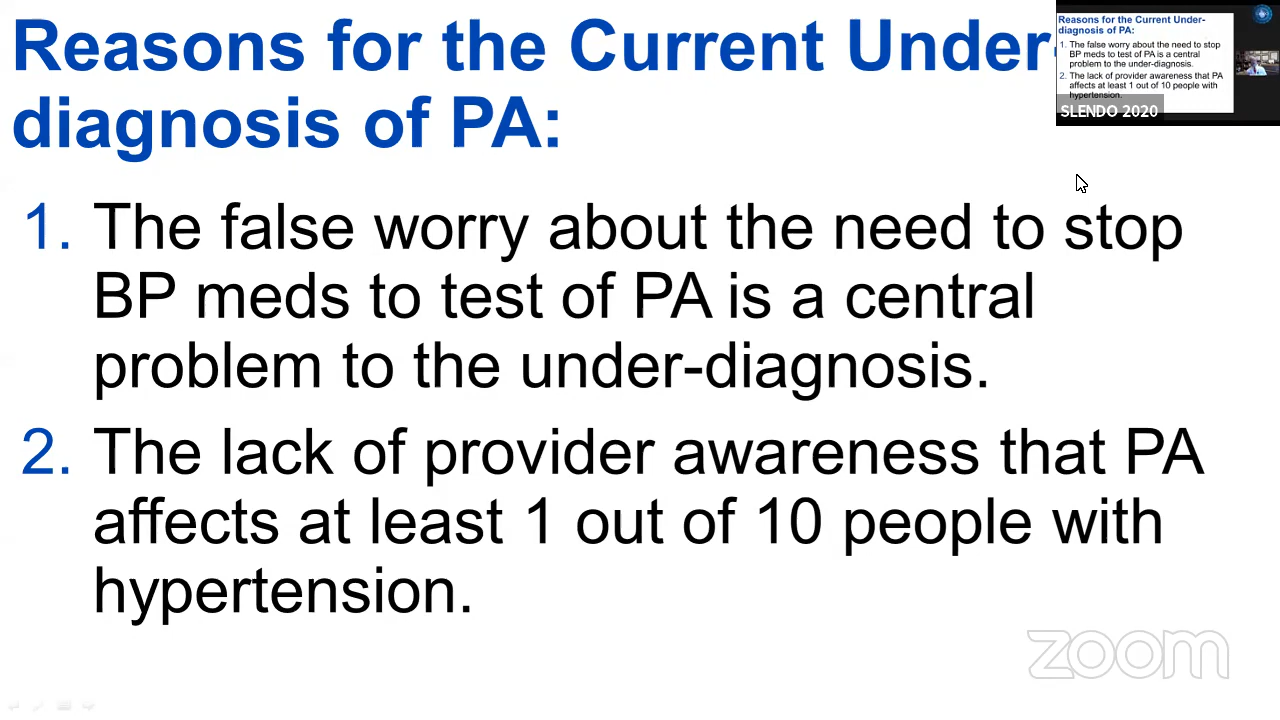 Reasons for the Current Under-
diagnosis of PA:
1. The false worry about the need to stop
BP meds to test of PA is a central
problem to the under-diagnosis.
2. The lack of provider awareness that PA
affects at least 1 out of 10 people with
hypertension.
Reasons for the Current Under-
diagnosis of PA:
1. The false worry about the need to stop
BP meds to test of PA is a central
problem to the under-diagnosis.
2. The lack of provider awareness that PA
affects at least 1 out of 10 people with
hypertension.
SLENDO 2020
zoom